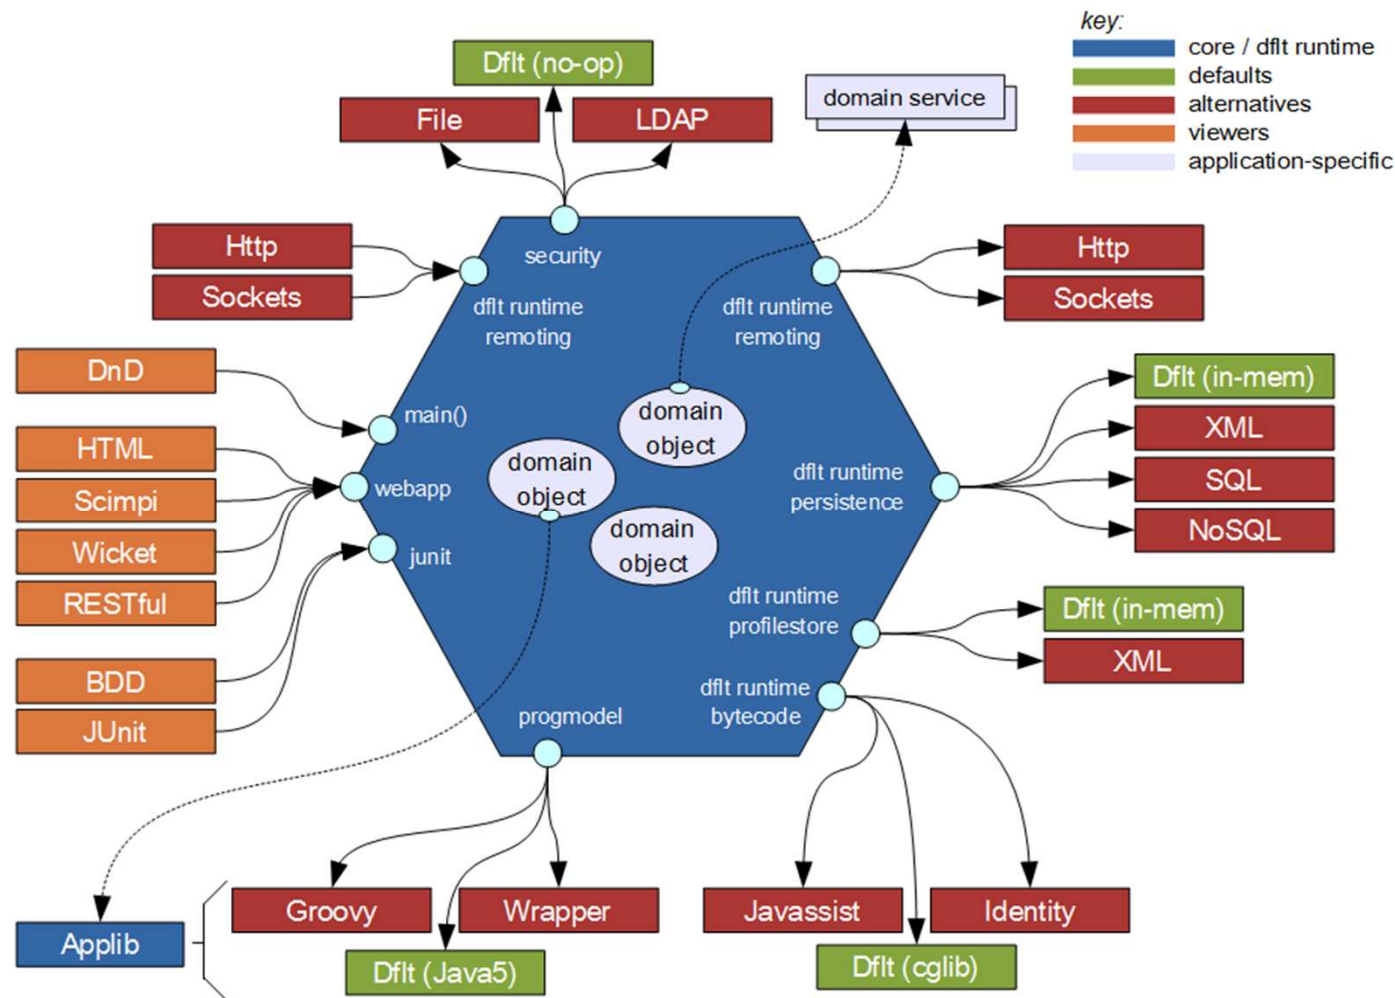 key:
core / dflt runtime
defaults
alternatives
viewers
application-specific
Dflt (no-op)
File
LDAP
domain service
Http
Sockets
security
dflt runtime
remoting
dflt runtime
remoting
Http
Sockets
DnD
HTML
Scimpi
Wicket
RESTful
BDD
JUnit
main()
webapp
junit
domain
object
domain
object
domain
object
dflt runtime
persistence
Dflt (in-mem)
XML
SQL
NoSQL
dflt runtime
profilestore
Dflt (in-mem)
XML
dflt runtime
bytecode
progmodel
Applib
Groovy
Wrapper
Dflt (Java5)
Javassist
Identity
Dflt (cglib)